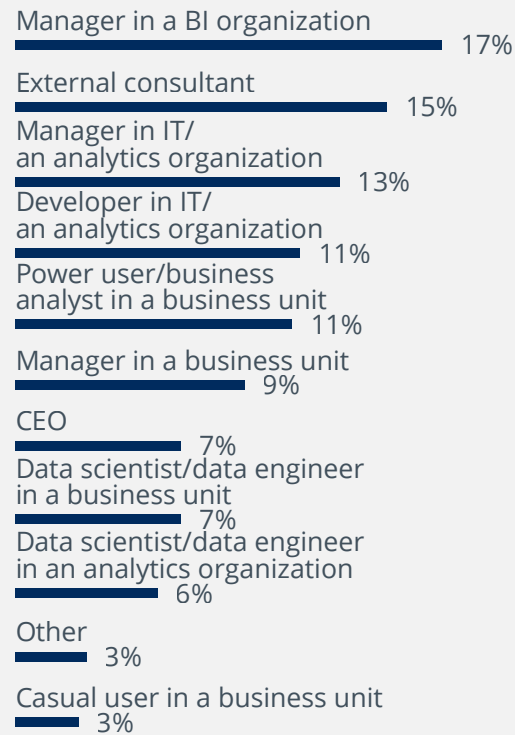 Manager in a BI organization
17%
External consultant
15%
Manager in IT/
an analytics organization
13%
Developer in IT/
an analytics organization
11%
Power user/business
analyst in a business unit
11%
Manager in a business unit
9%
CEO
7%
Data scientist/data engineer
in a business unit
7%
Data scientist/data engineer
in an analytics organization
6%
Other
3%
Casual user in a business unit
3%